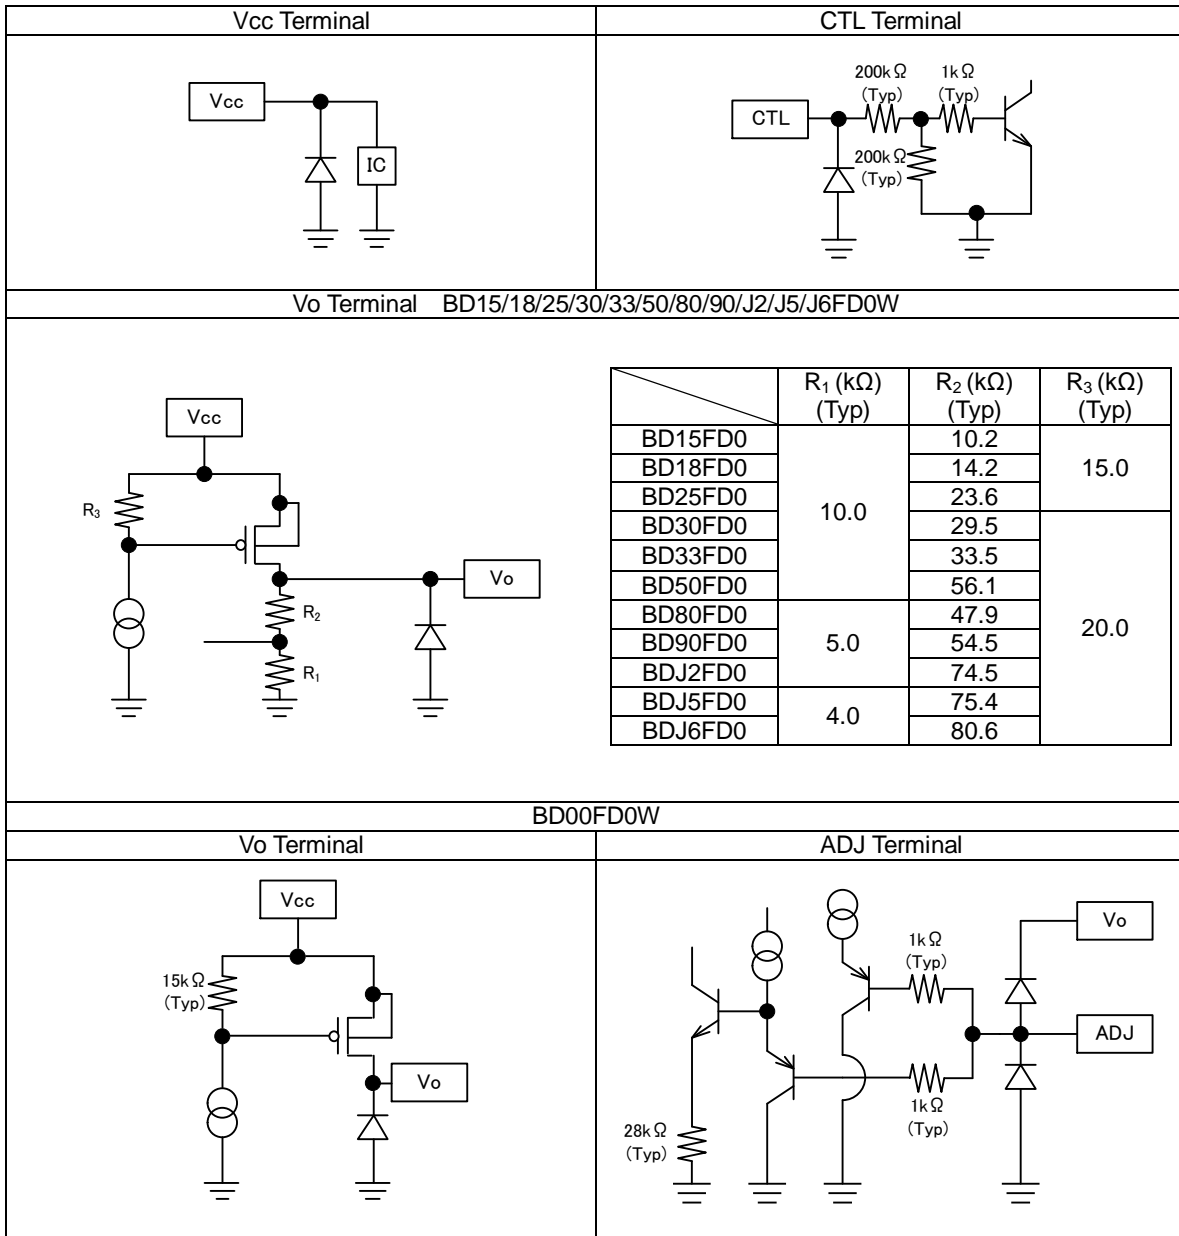 Vcc Terminal
CTL Terminal
Vcc
IC
200kΩ
(Typ)
1kΩ
(Typ)
CTL
200kΩ
(Typ)
Vo Terminal BD15/18/25/30/33/50/80/90/J2/J5/J6FD0W
Vcc
R3
Vo
R2
R1
R1 (kΩ)
(Typ)
R2 (kΩ)
(Typ)
R3 (kΩ)
(Typ)
BD15FD0
10.0
10.2
15.0
BD18FD0
14.2
BD25FD0
23.6
BD30FD0
29.5
20.0
BD33FD0
33.5
BD50FD0
56.1
BD80FD0
5.0
47.9
BD90FD0
54.5
BDJ2FD0
74.5
BDJ5FD0
4.0
75.4
BDJ6FD0
80.6
BD00FD0W
Vo Terminal
ADJ Terminal
Vcc
15kΩ
(Typ)
Vo
Vo
1kΩ
(Typ)
ADJ
1kΩ
(Typ)
28kΩ
(Typ)